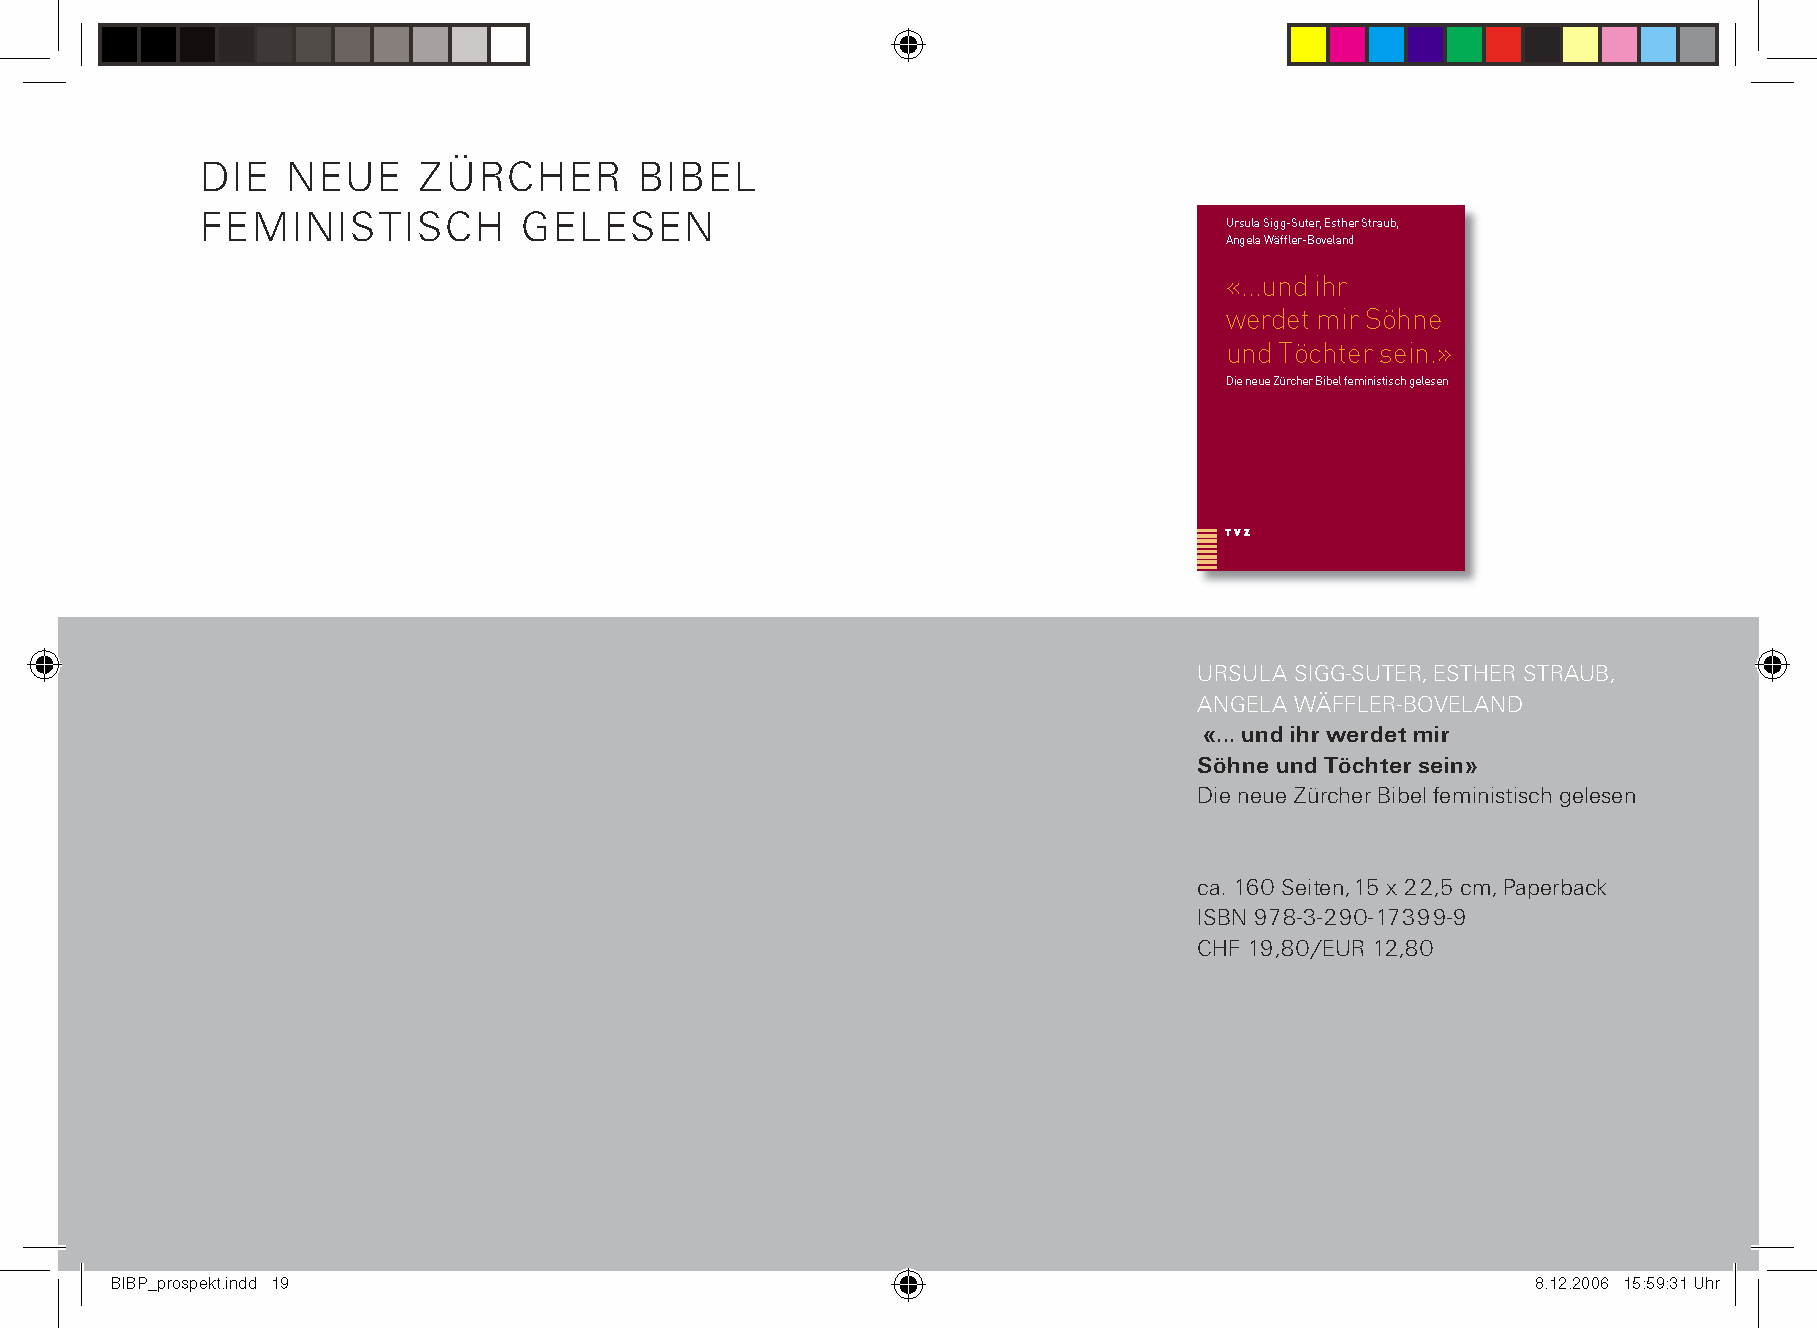 DIE NEUE ZÜRCHER BIBEL
FEMINISTISCH GELESEN
Ursula Sigg-Suter, Esther Straub,
Angela Wäffler-Boveland
«...und ihr
werdet mir Söhne
und Töchter sein.»
Die neue Zürcher Bibel feministisch gelesen
TVZ
URSULA SIGG-SUTER, ESTHER STRAUB,
ANGELA WÄFFLER-BOVELAND
«... und ihr werdet mir
Söhne und Töchter sein»
Die neue Zürcher Bibel feministisch gelesen
ca. 160 Seiten, 15 x 22,5 cm, Paperback
ISBN 978-3-290-17399-9
CHF 19,80/EUR 12,80
BIBP_prospekt.indd 19
8.12.2006 15:59:31 Uhr